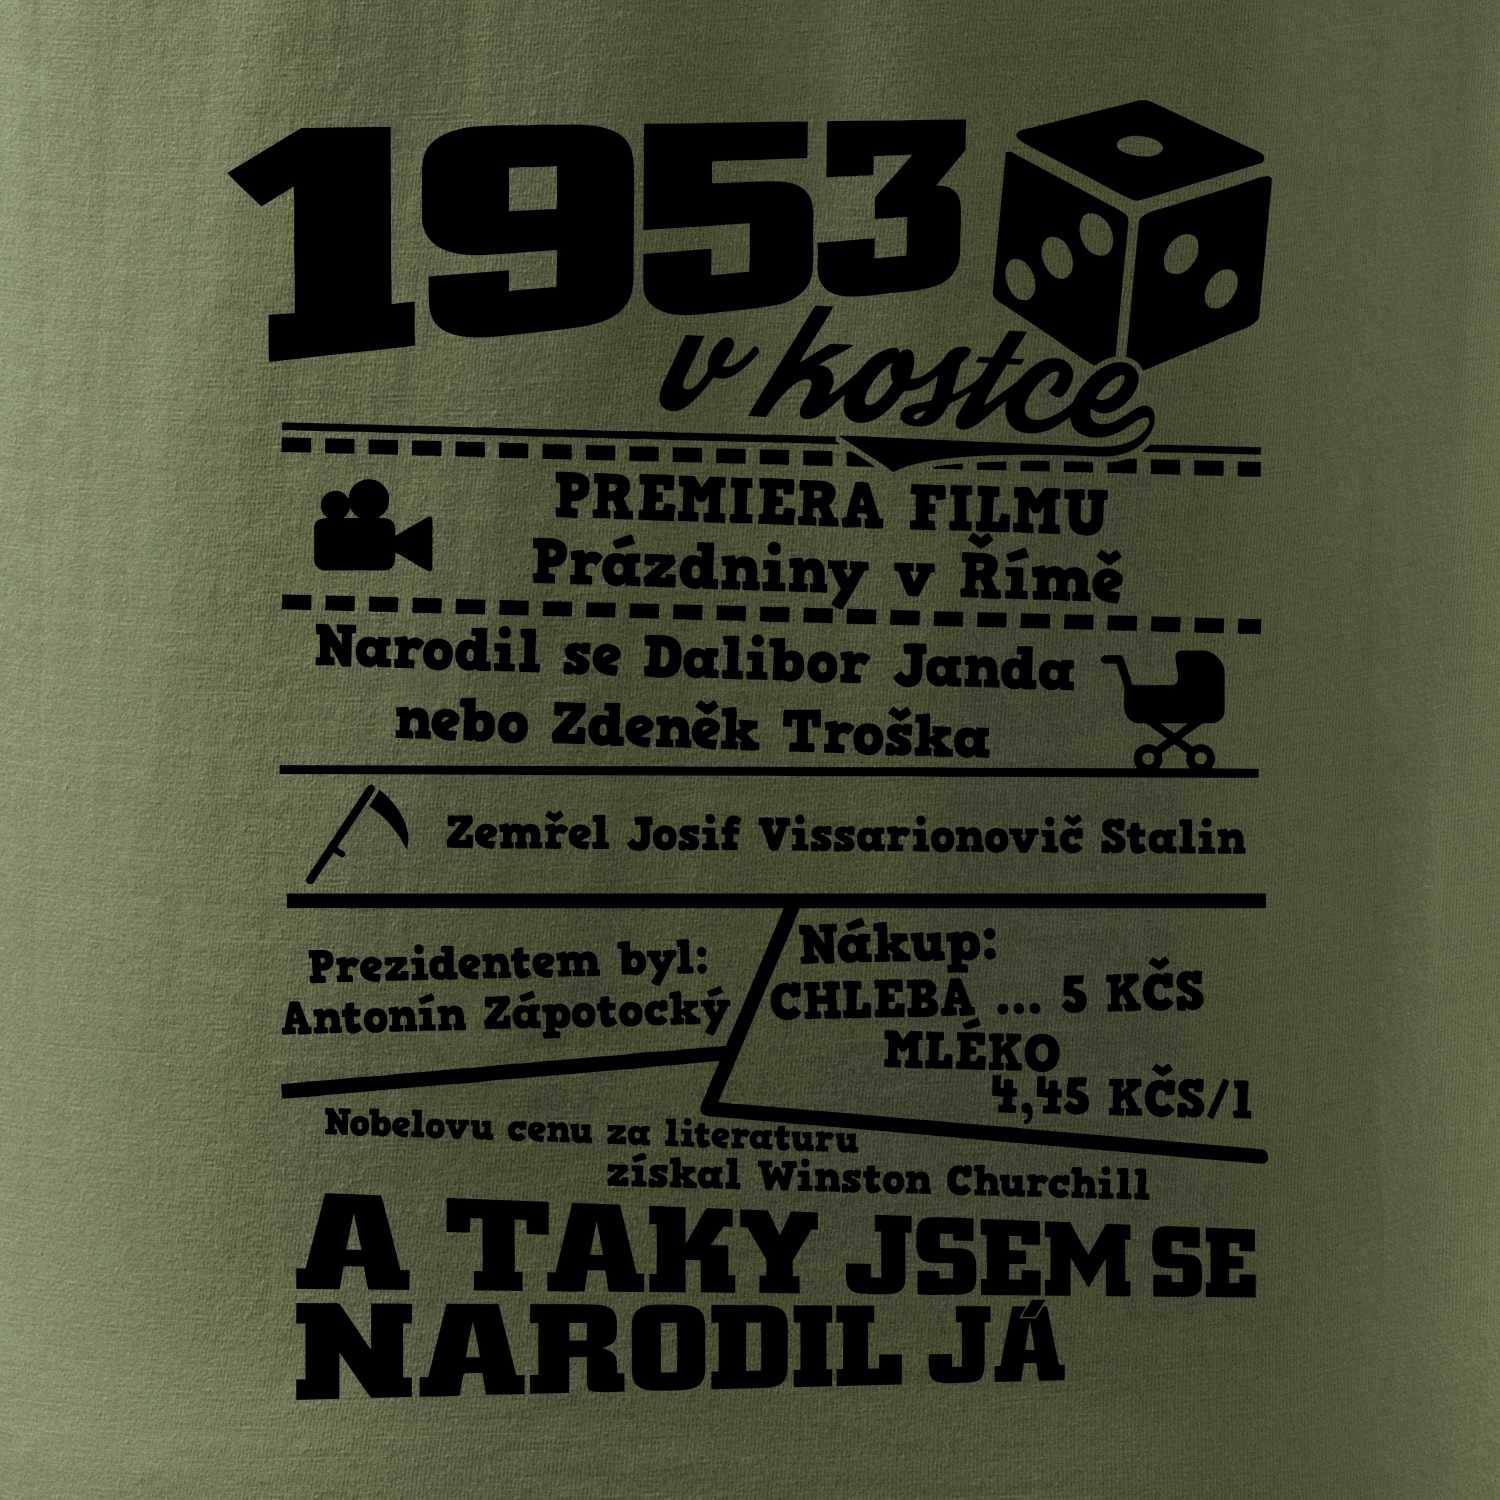 1953
v kostce
PREMIERA FILMU
Prázdniny v Římě
Narodil se Dalibor Janda
nebo Zdeněk Troška
Zemřel Josif Vissarionovič Stalin
Prezidentem byl:
Antonín Zápotocký
Nákup:
CHLEBA ... 5 KČS
MLÉKO
4,45 KČS/l
Nobelovu cenu za literaturu
získal Winston Churchill
A TAKY JSEM SE
NARODIL JÁ